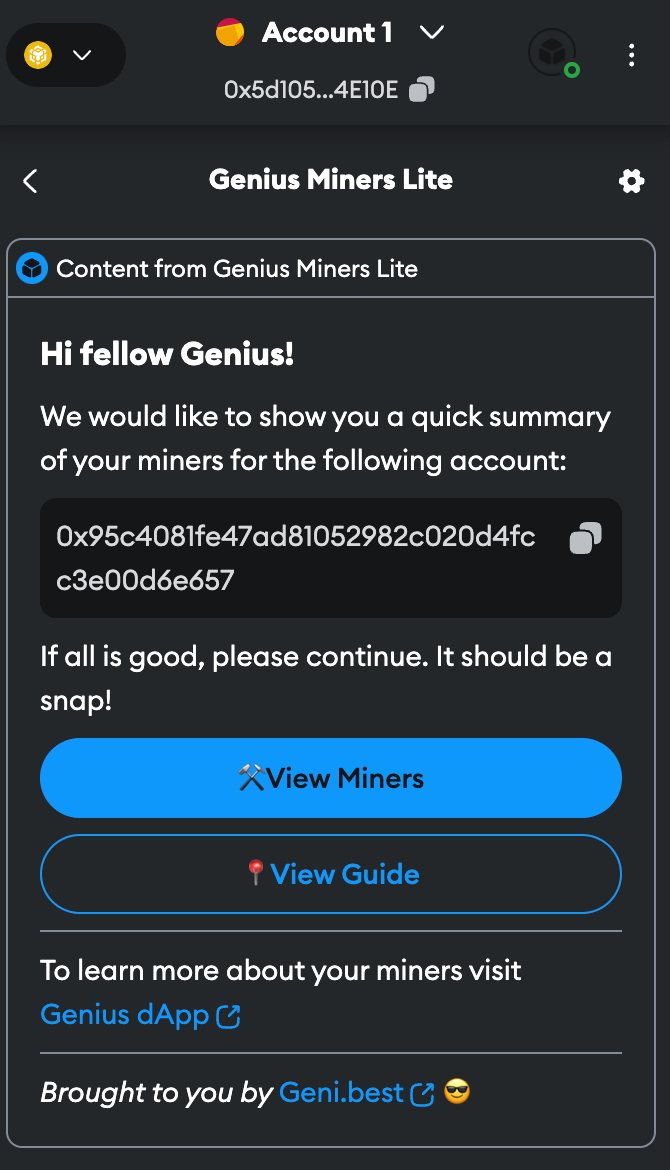 Account 1
0x5d105...4E10E
Genius Miners Lite
Content from Genius Miners Lite
Hi fellow Genius!
We would like to show you a quick summary
of your miners for the following account:
0x95c4081fe47ad81052982c020d4fc
c3e00d6e657
If all is good, please continue. It should be a
snap!
⚒️View Miners
📍View Guide
To learn more about your miners visit
Genius dApp
Brought to you by Geni.best 😎